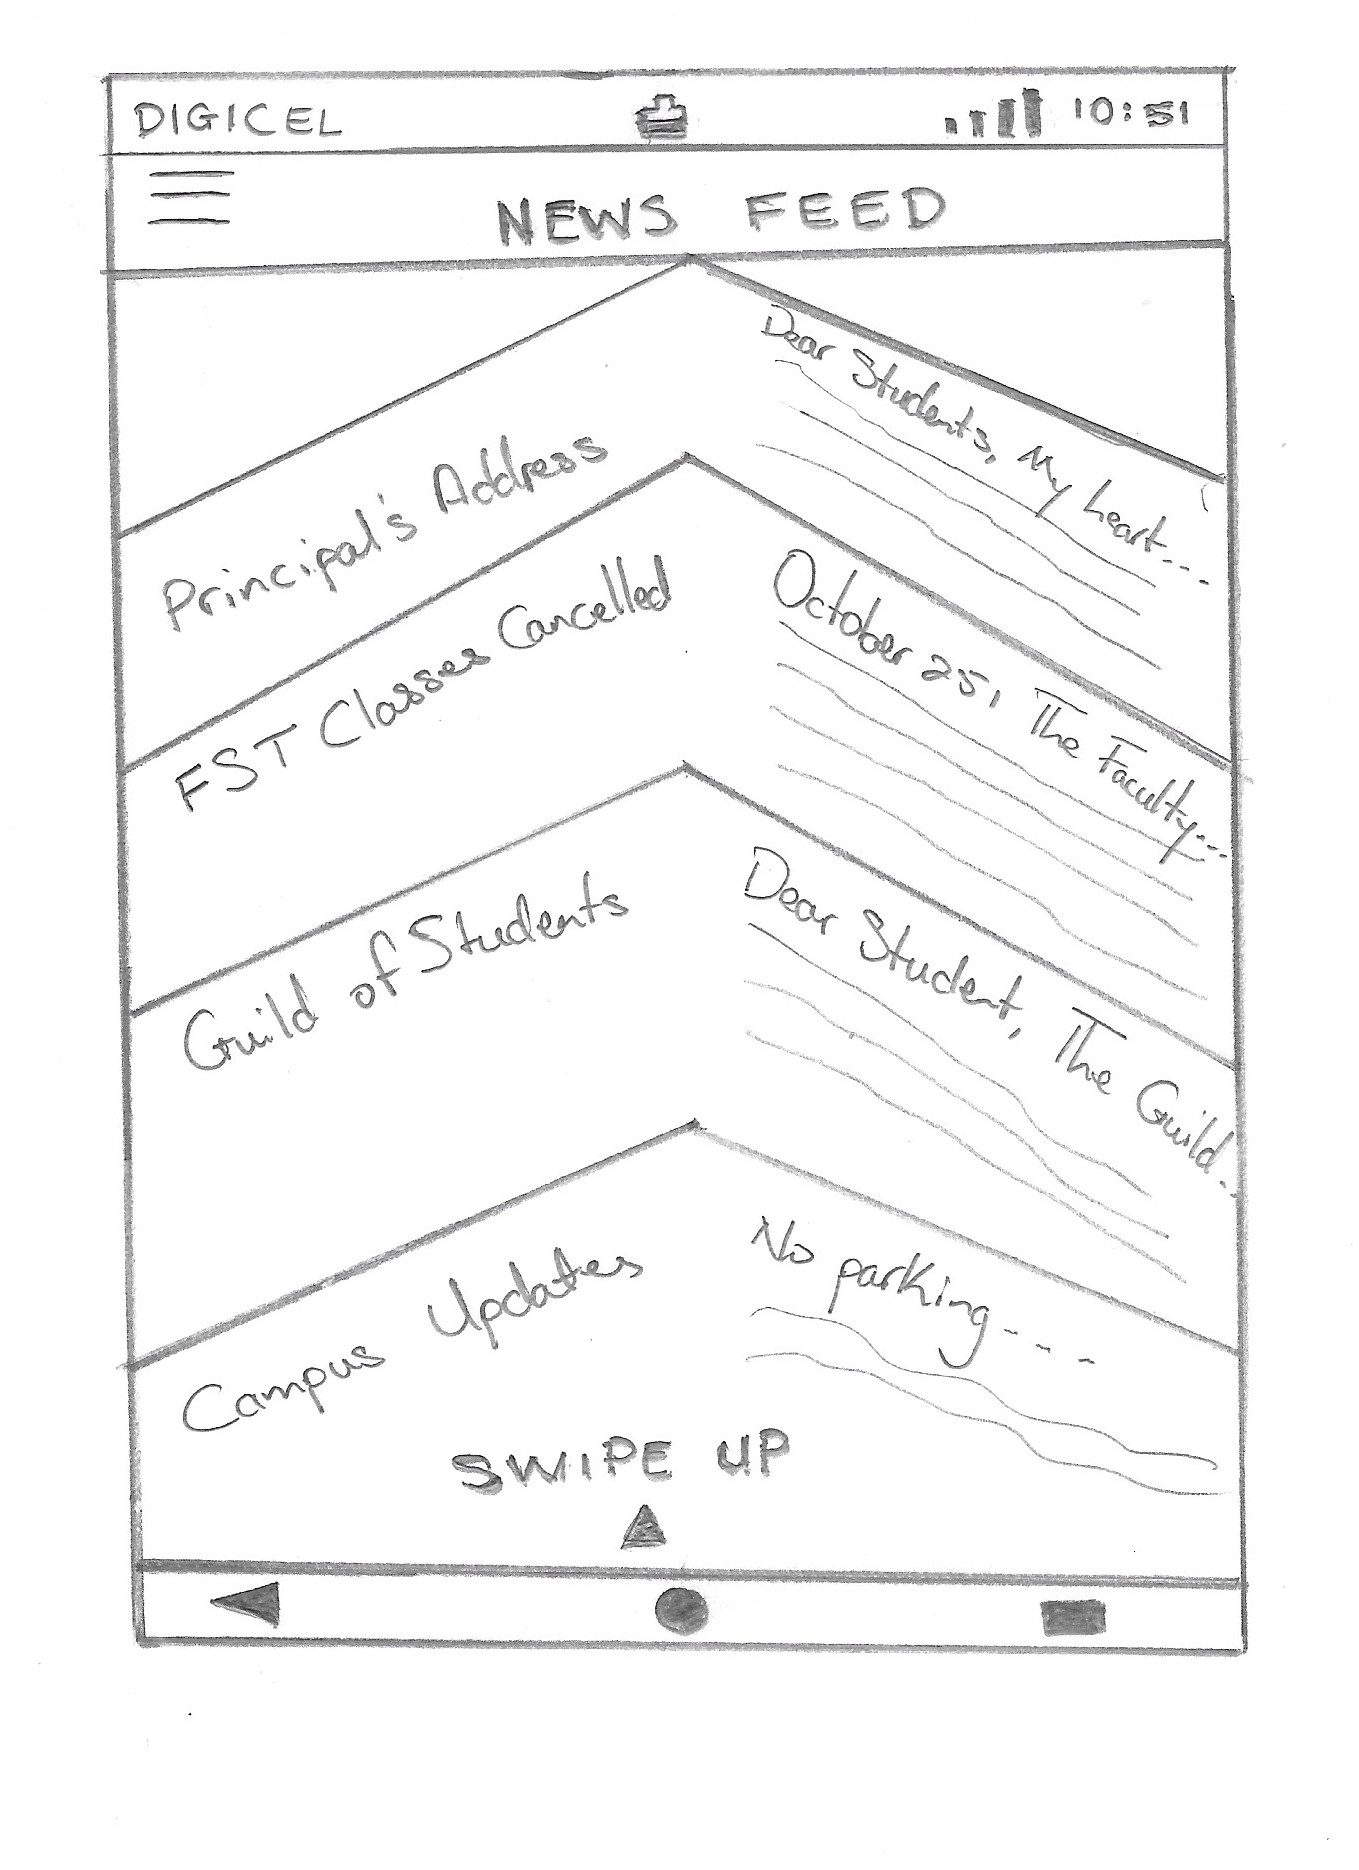 DIGICEL 10:51
NEWS FEED
Principal's Address
Dear Students, My heart...
FST Classes Cancelled
October 25, The Faculty...
Guild of Students
Dear Student, The Guild..
Campus Updates
No parking...
SWIPE UP